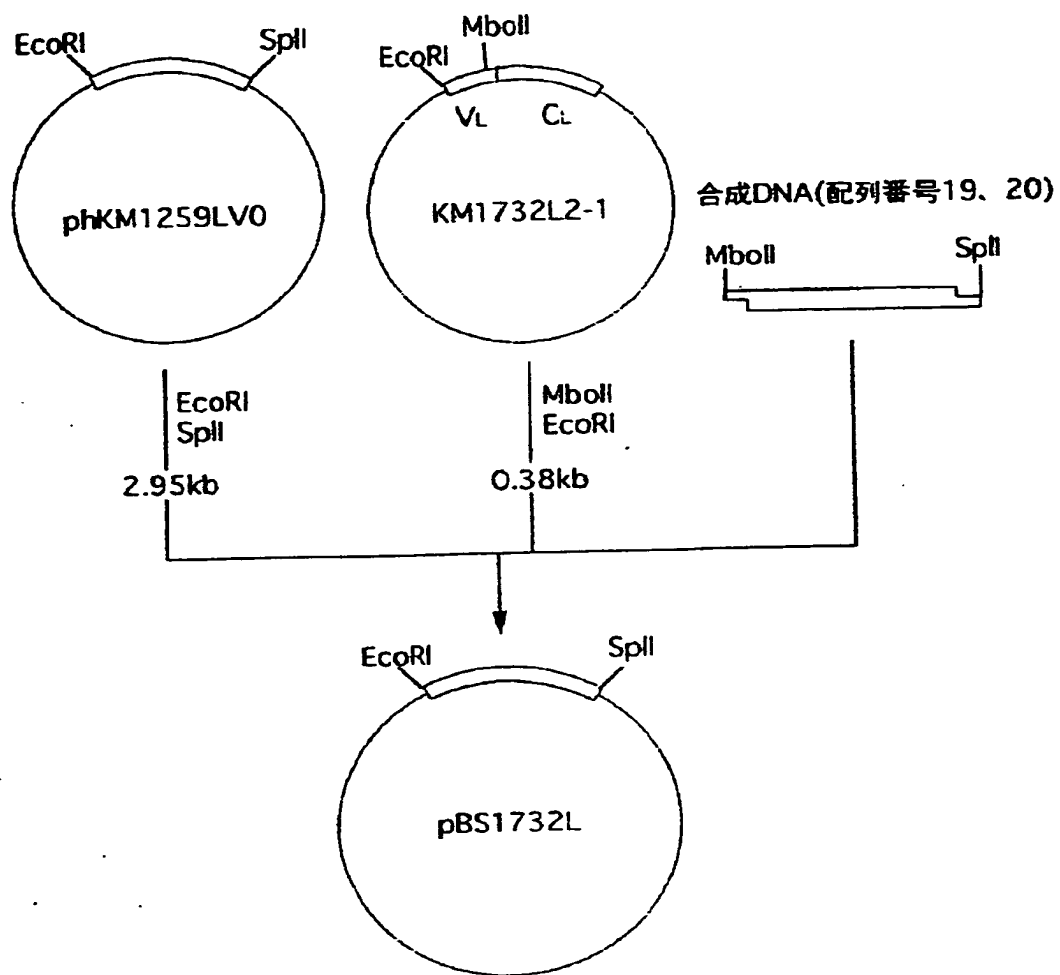 EcoRI
SplI
phKM1259LV0
EcoRI
SplI
2.95kb
MboII
EcoRI
VL
CL
KM1732L2-1
MboII
EcoRI
0.38kb
合成DNA(配列番号19、20)
MboII
SplI
EcoRI
SplI
pBS1732L